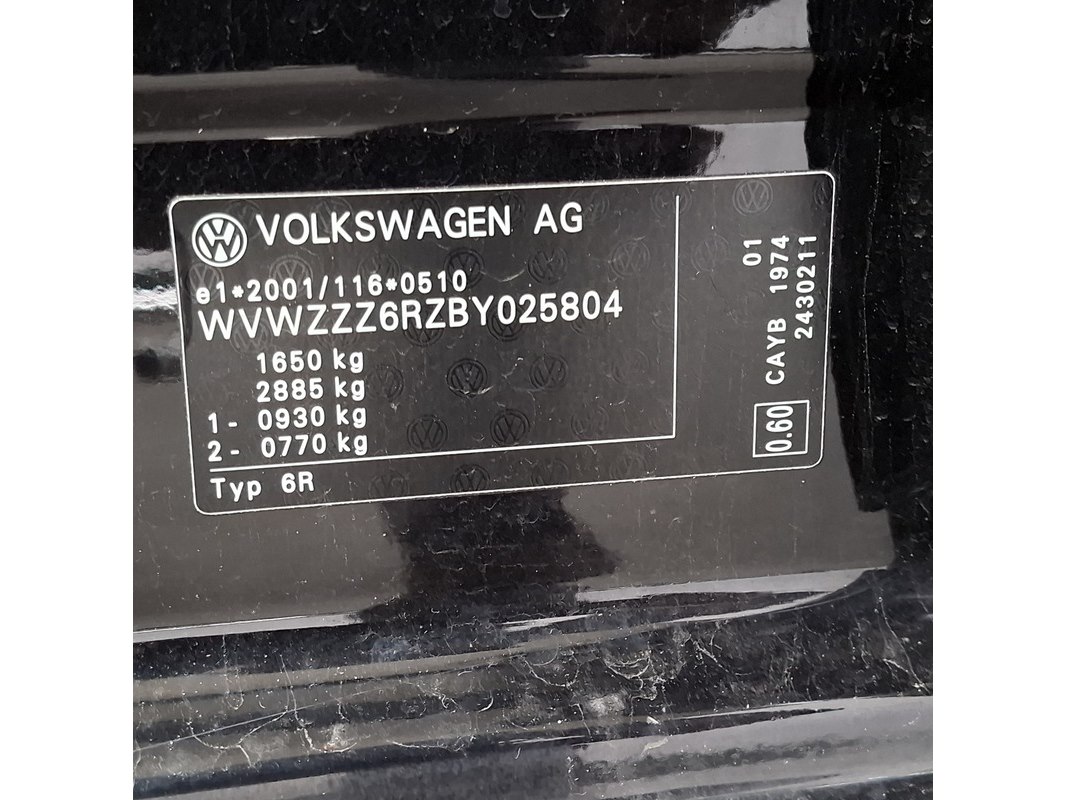 VOLKSWAGEN AG
e1*2001/116*0510
WVWZZZ6RZBY025804
1650 kg
2885 kg
1- 0930 kg
2- 0770 kg
Typ 6R
01
CAYB 1974
2430211
0.60